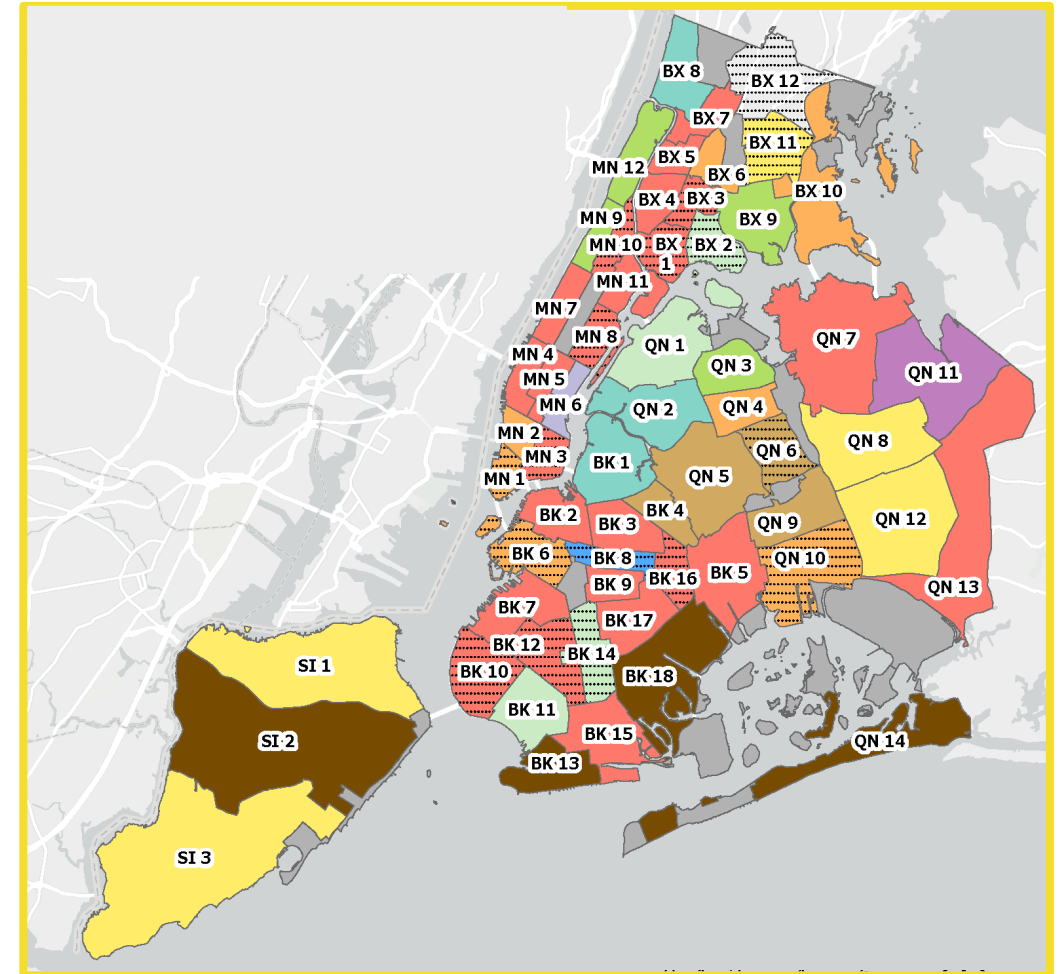 BX 8
BX 12
BX 7
BX 11
BX 5
MN 12
BX 6
BX 10
BX 4
BX 3
MN 9
BX 9
MN 10
BX
1
BX 2
MN 11
MN 7
MN 8
QN 7
QN 1
MN 4
QN 3
QN 11
MN 5
MN 6
QN 2
QN 4
MN 2
QN 8
MN 3
QN 6
BK 1
MN 1
QN 5
BK 4
BK 2
BK 3
QN 9
QN 12
BK 6
BK 8
QN 10
BK 9
BK 16
BK 5
QN 13
BK 7
BK 17
BK 12
BK 14
SI 1
BK 10
BK 18
BK 11
BK 15
SI 2
QN 14
BK 13
SI 3